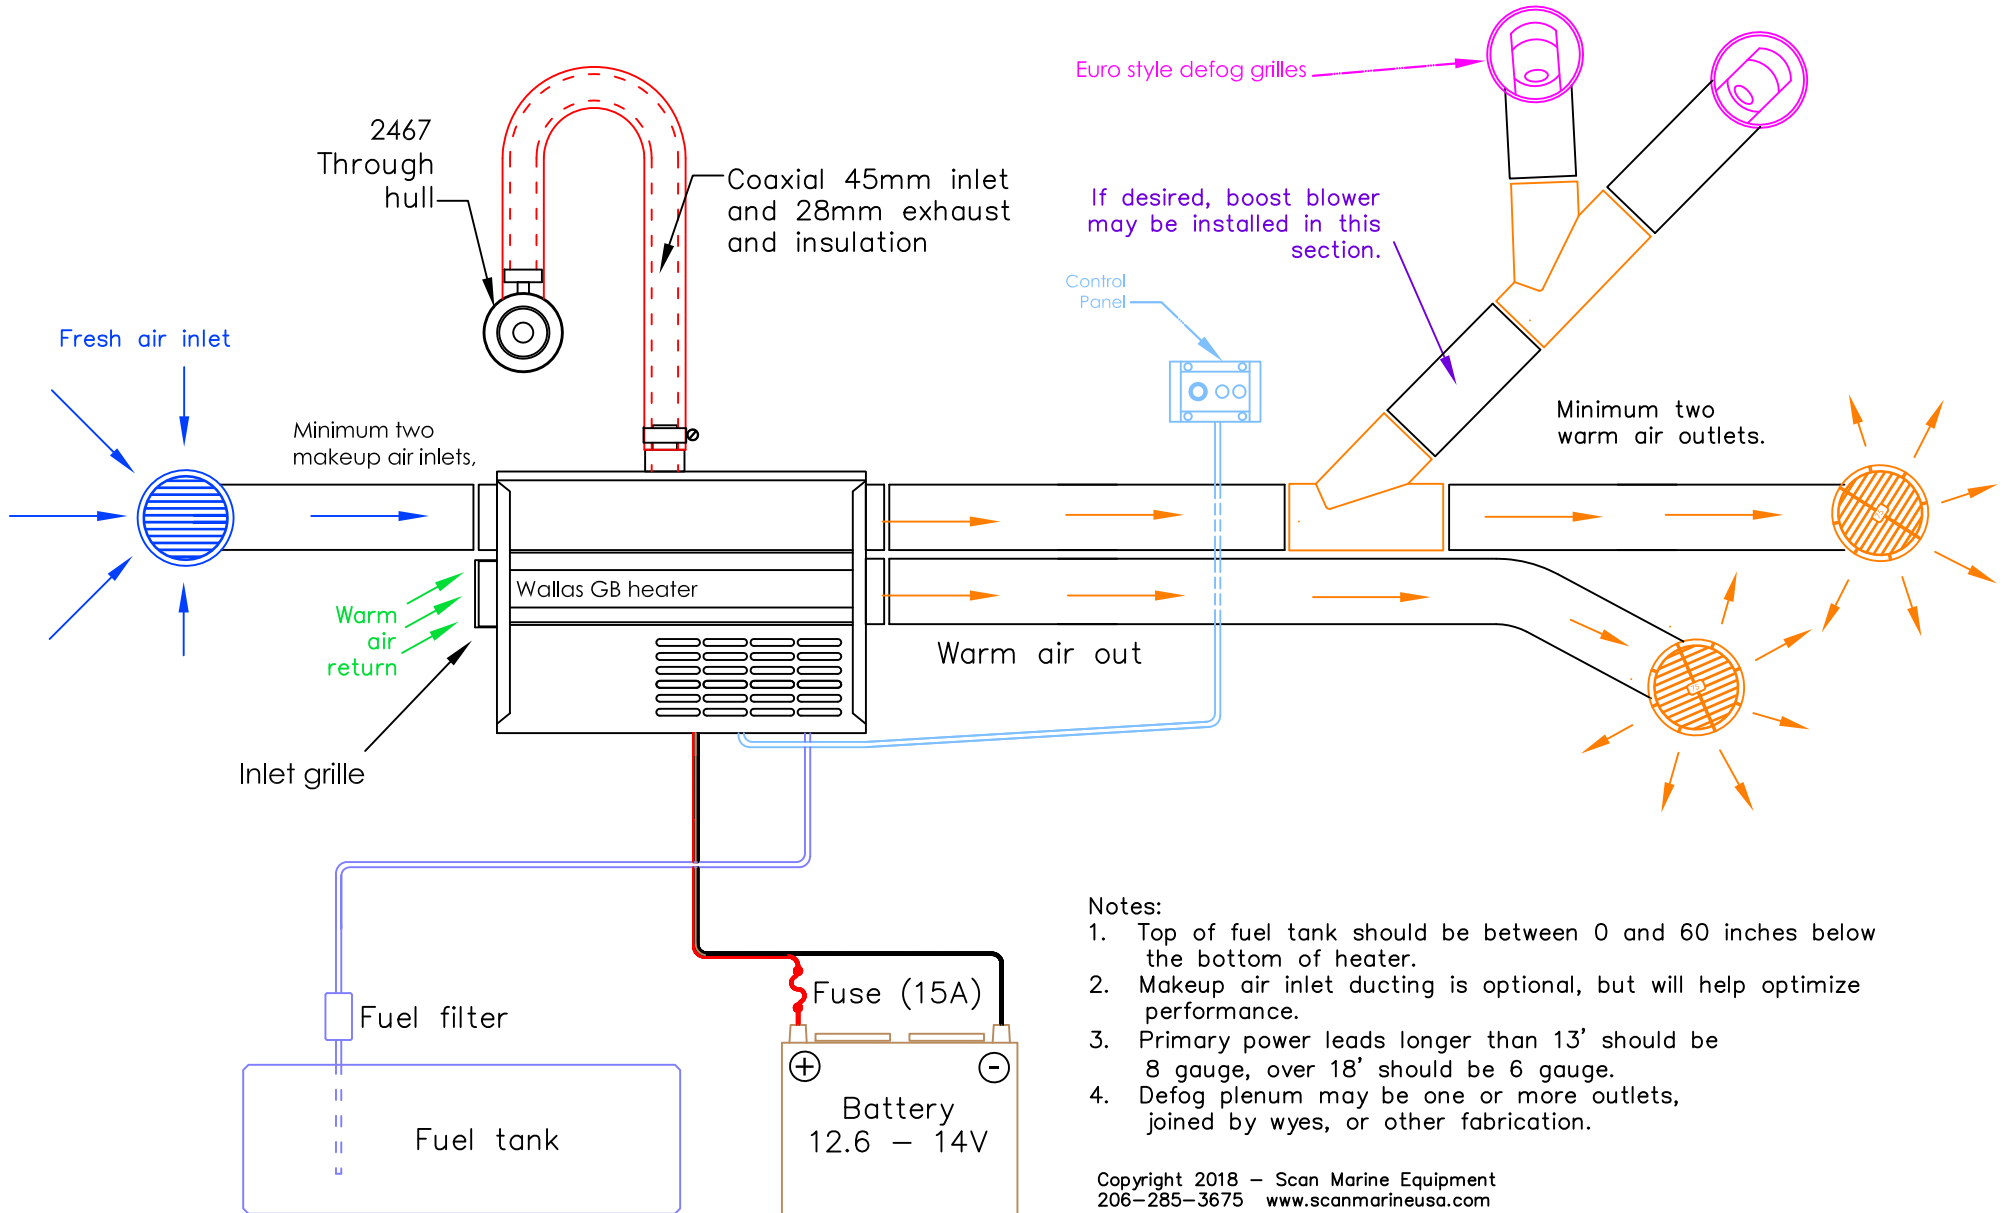 Euro style defog grilles
2467
Through
hull
Coaxial 45mm inlet
and 28mm exhaust
and insulation
If desired, boost blower
may be installed in this
section.
Control
Panel
Fresh air inlet
Minimum two
makeup air inlets,
Minimum two
warm air outlets.
Wallas GB heater
Warm
air
return
Warm air out
Inlet grille
75
75
Fuel filter
Fuse (15A)
+
-
Battery
12.6 – 14V
Fuel tank
Notes:
1. Top of fuel tank should be between 0 and 60 inches below
the bottom of heater.
2. Makeup air inlet ducting is optional, but will help optimize
performance.
3. Primary power leads longer than 13' should be
8 gauge, over 18' should be 6 gauge.
4. Defog plenum may be one or more outlets,
joined by wyes, or other fabrication.
Copyright 2018 – Scan Marine Equipment
206–285–3675 www.scanmarineusa.com